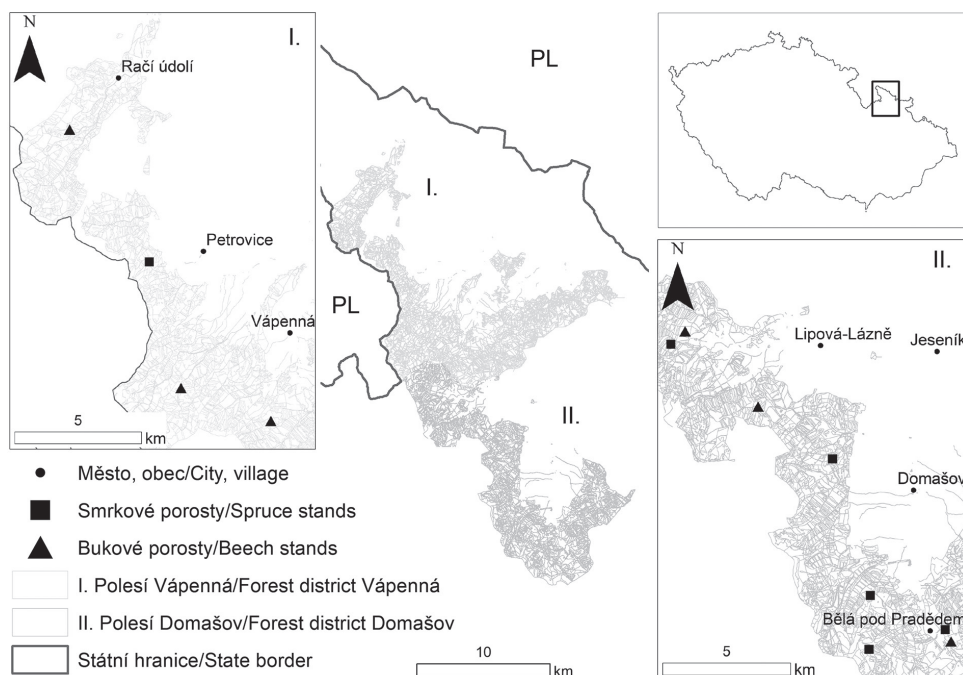 N
I.
Račí údolí
Petrovice
Vápenná
5
km
PL
I.
PL
II.
10
km
N
II.
Lipová-Lázně
Jeseník
Domašov
Bělá pod Pradědem
5
km
Město, obec/City, village
Smrkové porosty/Spruce stands
Bukové porosty/Beech stands
I. Polesí Vápenná/Forest district Vápenná
II. Polesí Domašov/Forest district Domašov
Státní hranice/State border